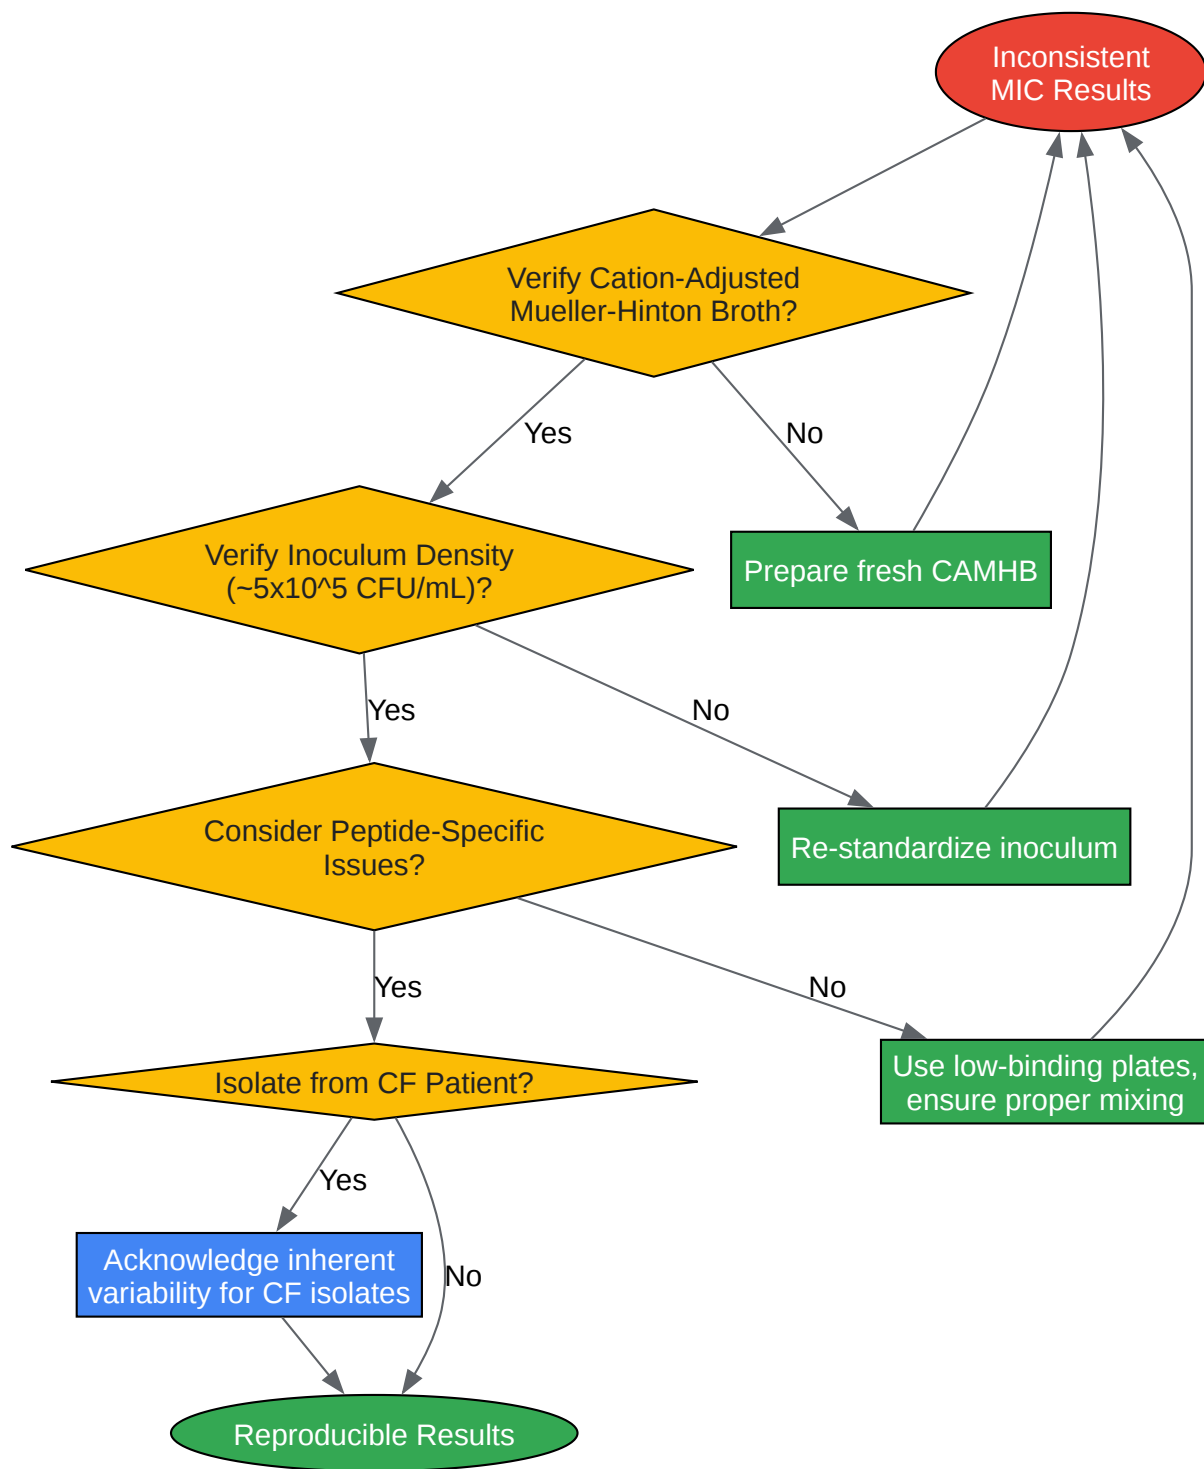 Inconsistent
MIC Results
Verify Cation-Adjusted
Mueller-Hinton Broth?
Yes
No
Verify Inoculum Density
(~5x10^5 CFU/mL)?
Prepare fresh CAMHB
Yes
No
Consider Peptide-Specific
Issues?
Re-standardize inoculum
Yes
No
Isolate from CF Patient?
Use low-binding plates,
ensure proper mixing
Yes
No
Acknowledge inherent
variability for CF isolates
Reproducible Results